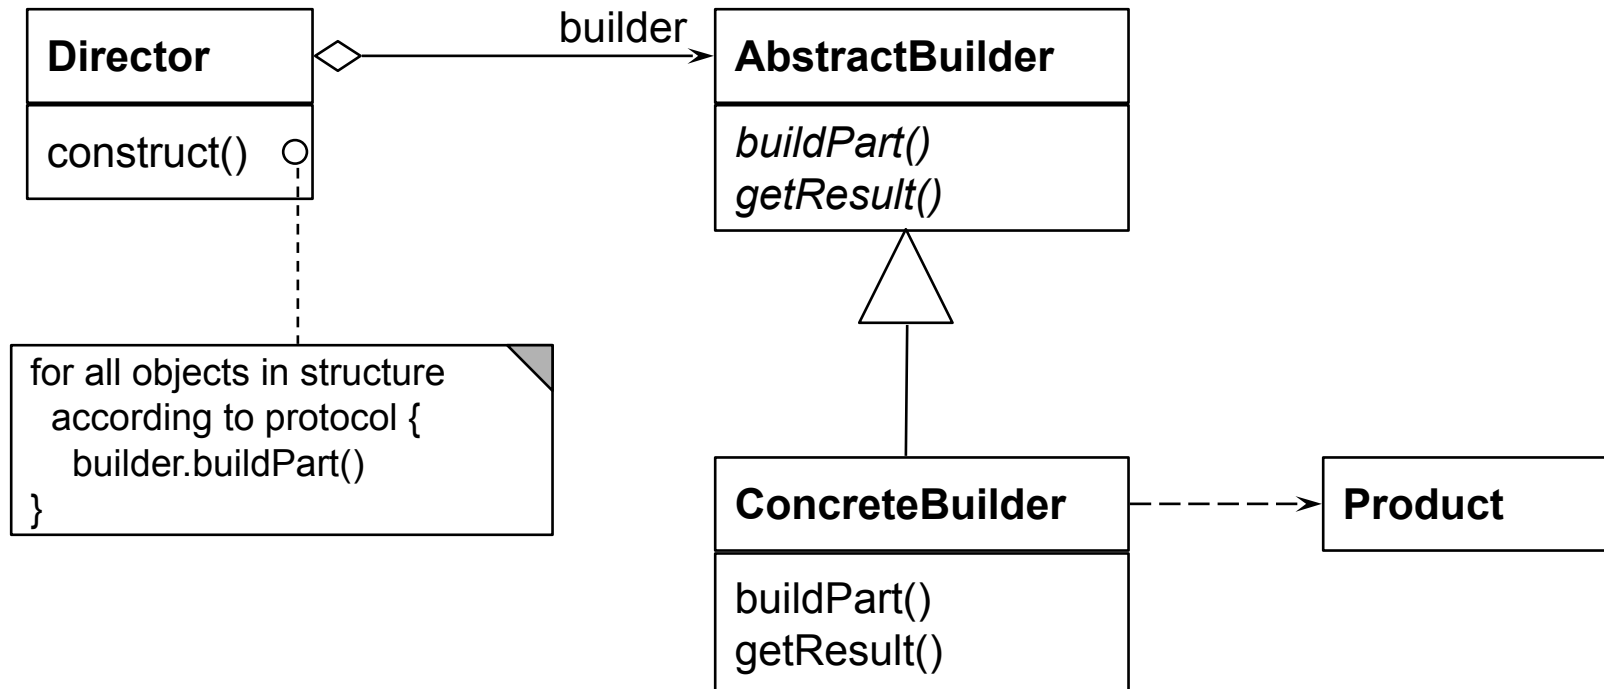 Director
construct()
builder
AbstractBuilder
buildPart()
getResult()
for all objects in structure
according to protocol {
builder.buildPart()
}
ConcreteBuilder
buildPart()
getResult()
Product